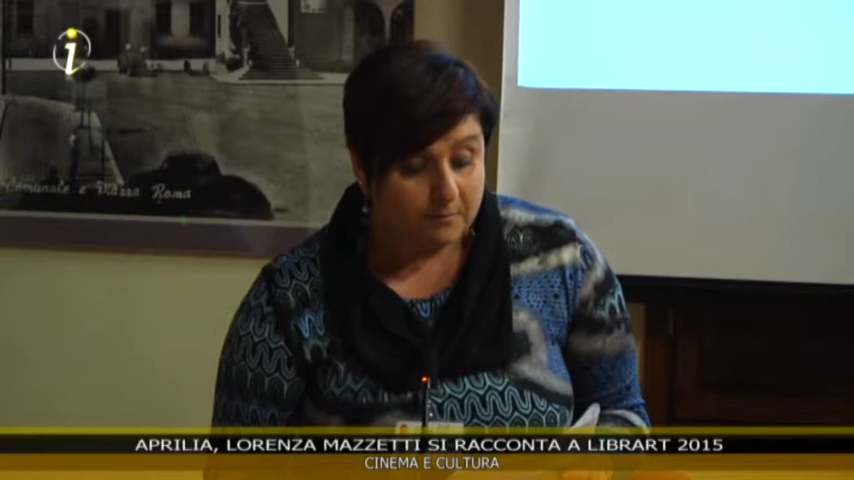 i
Comunale e Piazza Roma
APRILIA, LORENZA MAZZETTI SI RACCONTA A LIBRART 2015
CINEMA E CULTURA